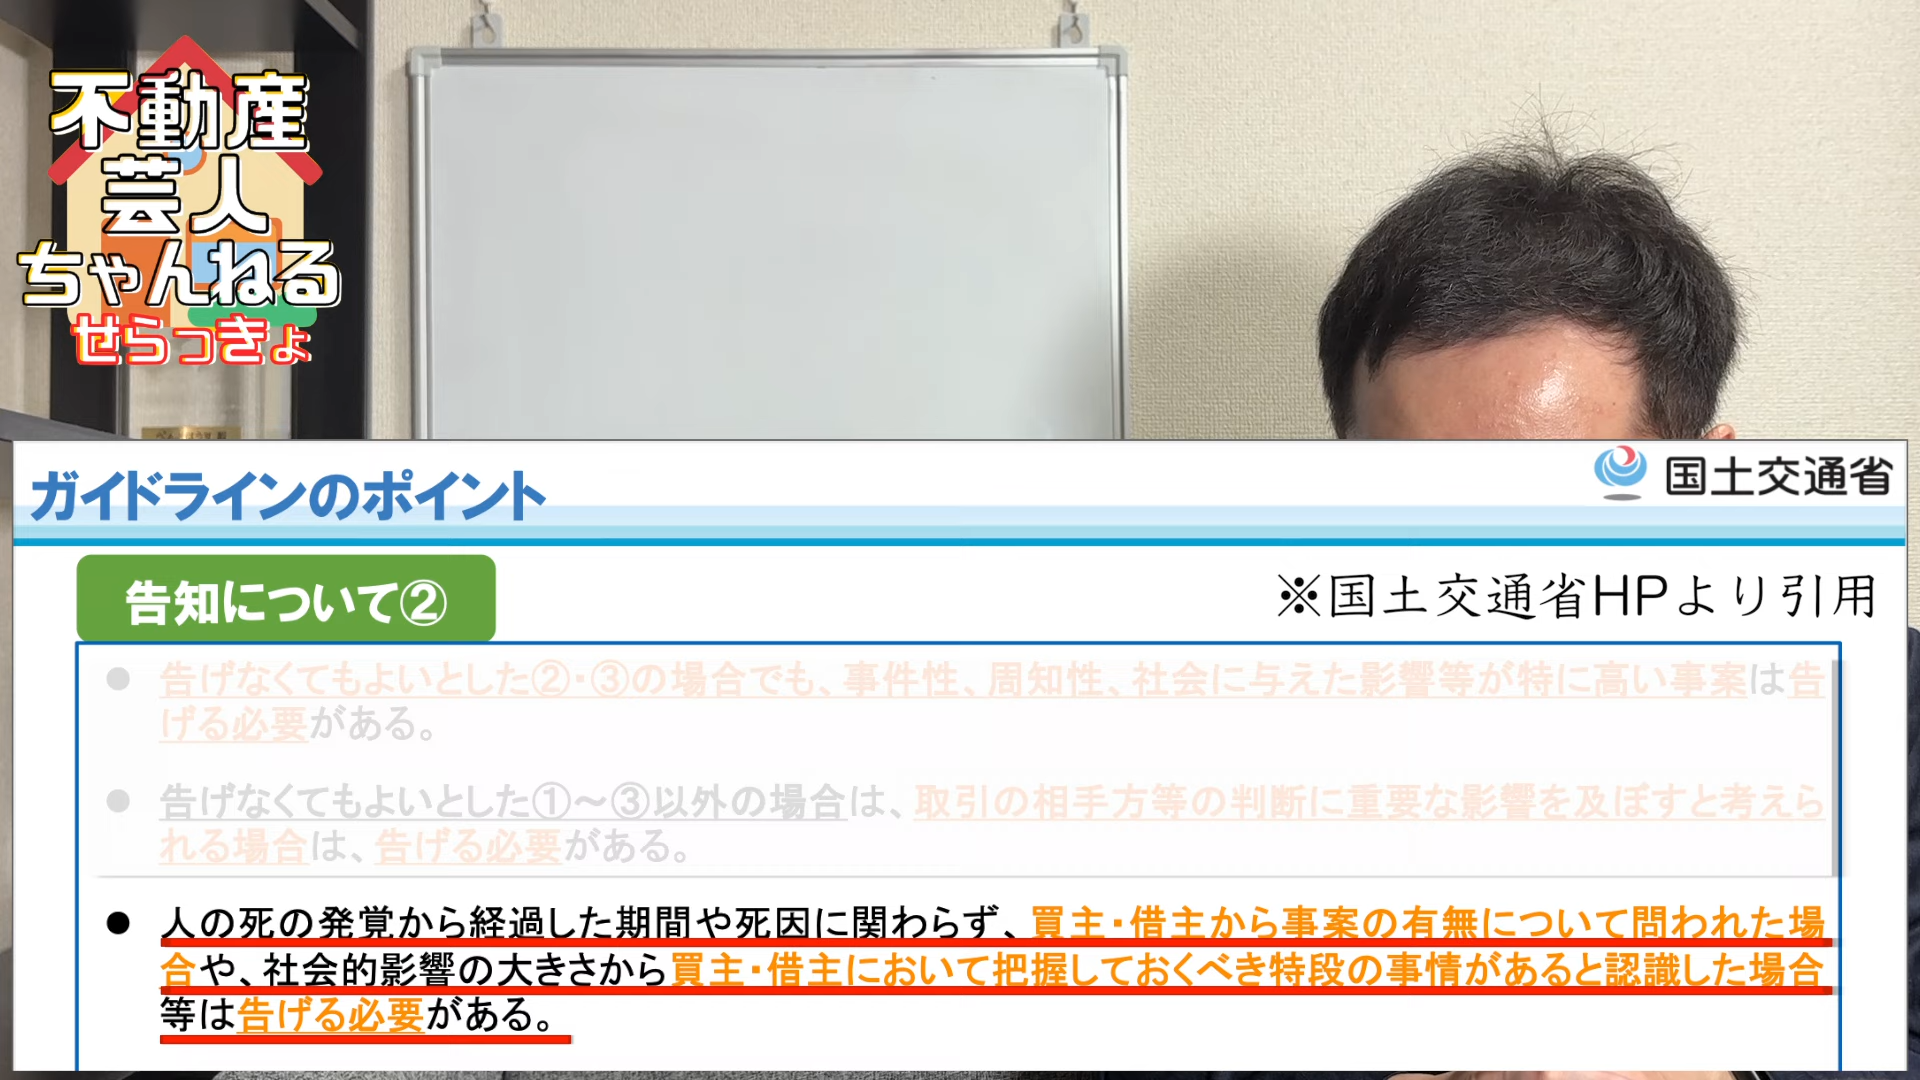 不動産
芸人
ちゃんねる
せらっきょ
ガイドラインのポイント
国土交通省
告知について②
※国土交通省HPより引用
● 告げなくてもよいとした②・③の場合でも、事件性、周知性、社会に与えた影響等が特に高い事案は告
げる必要がある。
● 告げなくてもよいとした①～③以外の場合は、取引の相手方等の判断に重要な影響を及ぼすと考えら
れる場合は、告げる必要がある。
● 人の死の発覚から経過した期間や死因に関わらず、買主・借主から事案の有無について問われた場
合や、社会的影響の大きさから買主・借主において把握しておくべき特段の事情があると認識した場合
等は告げる必要がある。